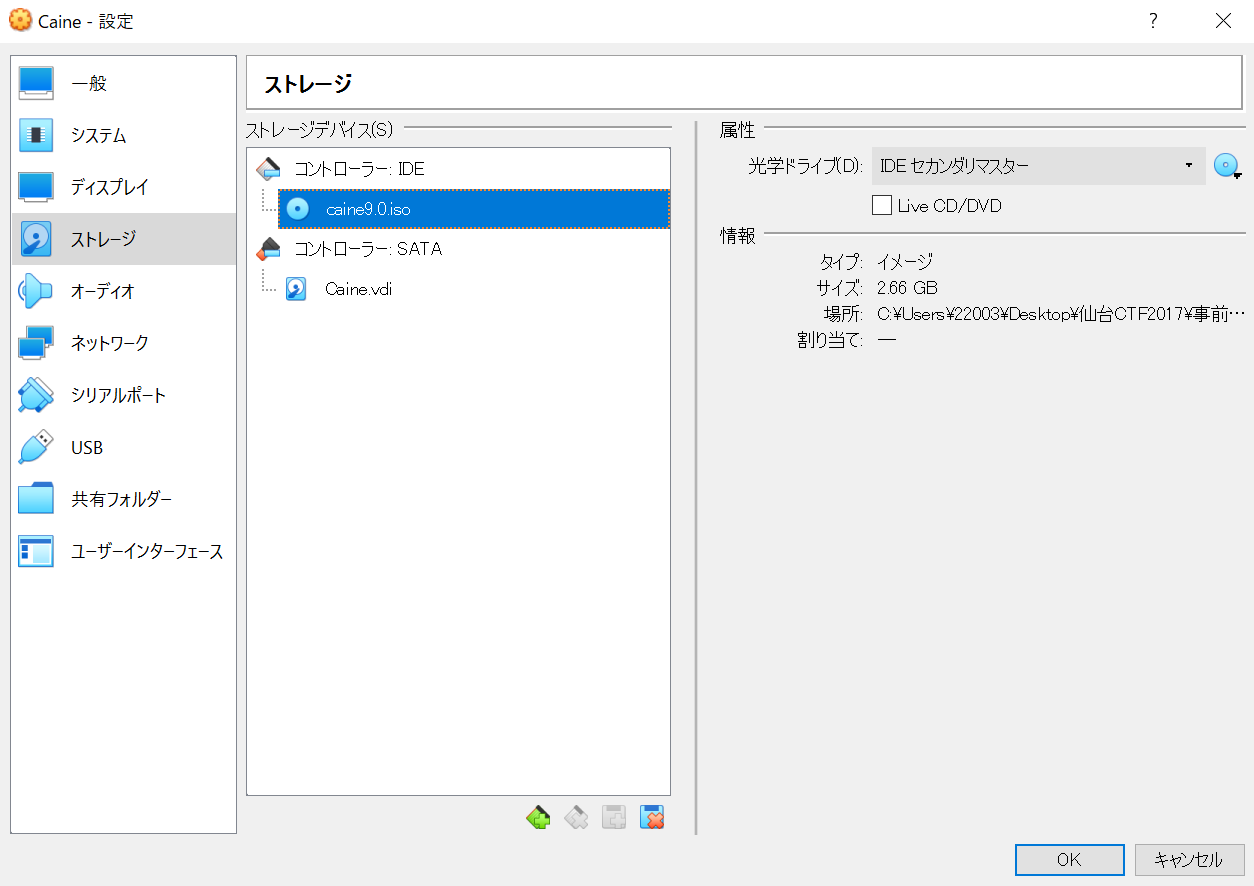 Caine - 設定
?
一般
システム
ディスプレイ
ストレージ
オーディオ
ネットワーク
シリアルポート
USB
共有フォルダー
ユーザーインターフェース
ストレージ
ストレージデバイス(S)
コントローラー: IDE
caine9.0.iso
コントローラー: SATA
Caine.vdi
属性
光学ドライブ(D): IDE セカンダリマスター
Live CD/DVD
情報
タイプ: イメージ
サイズ: 2.66 GB
場所: C:¥Users¥22003¥Desktop¥仙台CTF2017¥事前…
割り当て: —
OK
キャンセル